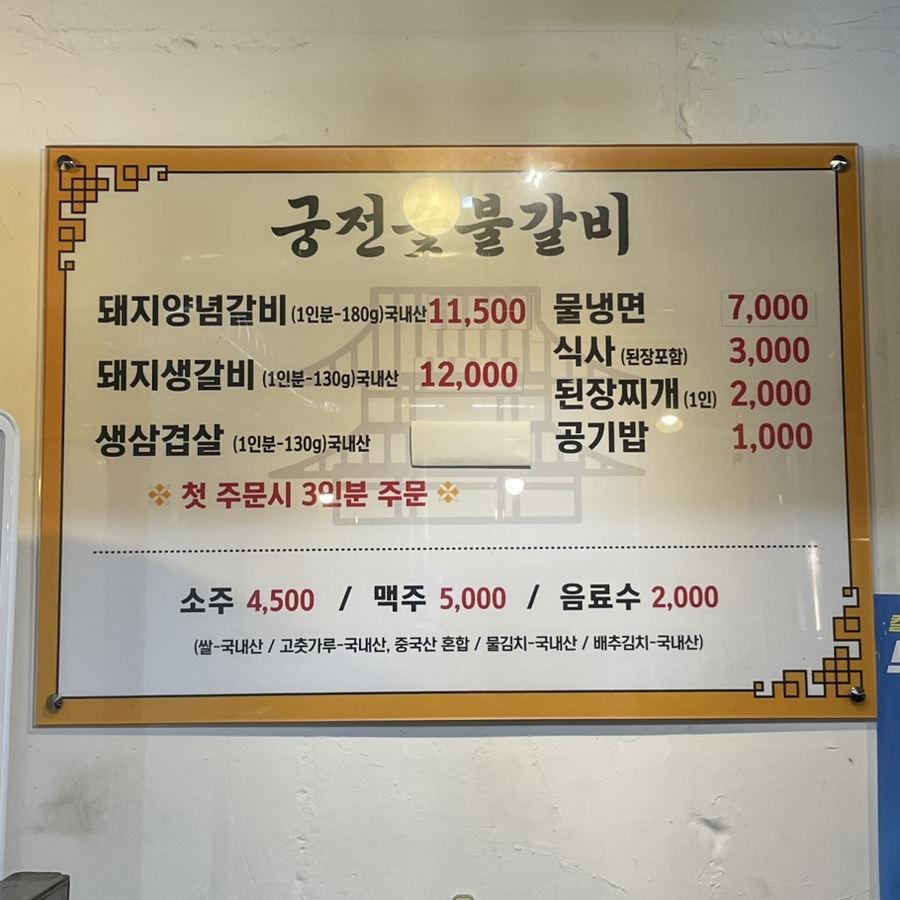 궁전숯불갈비
돼지양념갈비 (1인분-180g)국내산 11,500
돼지생갈비 (1인분-130g)국내산 12,000
생삼겹살 (1인분-130g)국내산
※ 첫 주문시 3인분 주문 ※
물냉면 7,000
식사 (된장포함) 3,000
된장찌개 (1인) 2,000
공기밥 1,000
소주 4,500 / 맥주 5,000 / 음료수 2,000
(쌀-국내산 / 고춧가루-국내산, 중국산 혼합 / 물김치-국내산 / 배추김치-국내산)